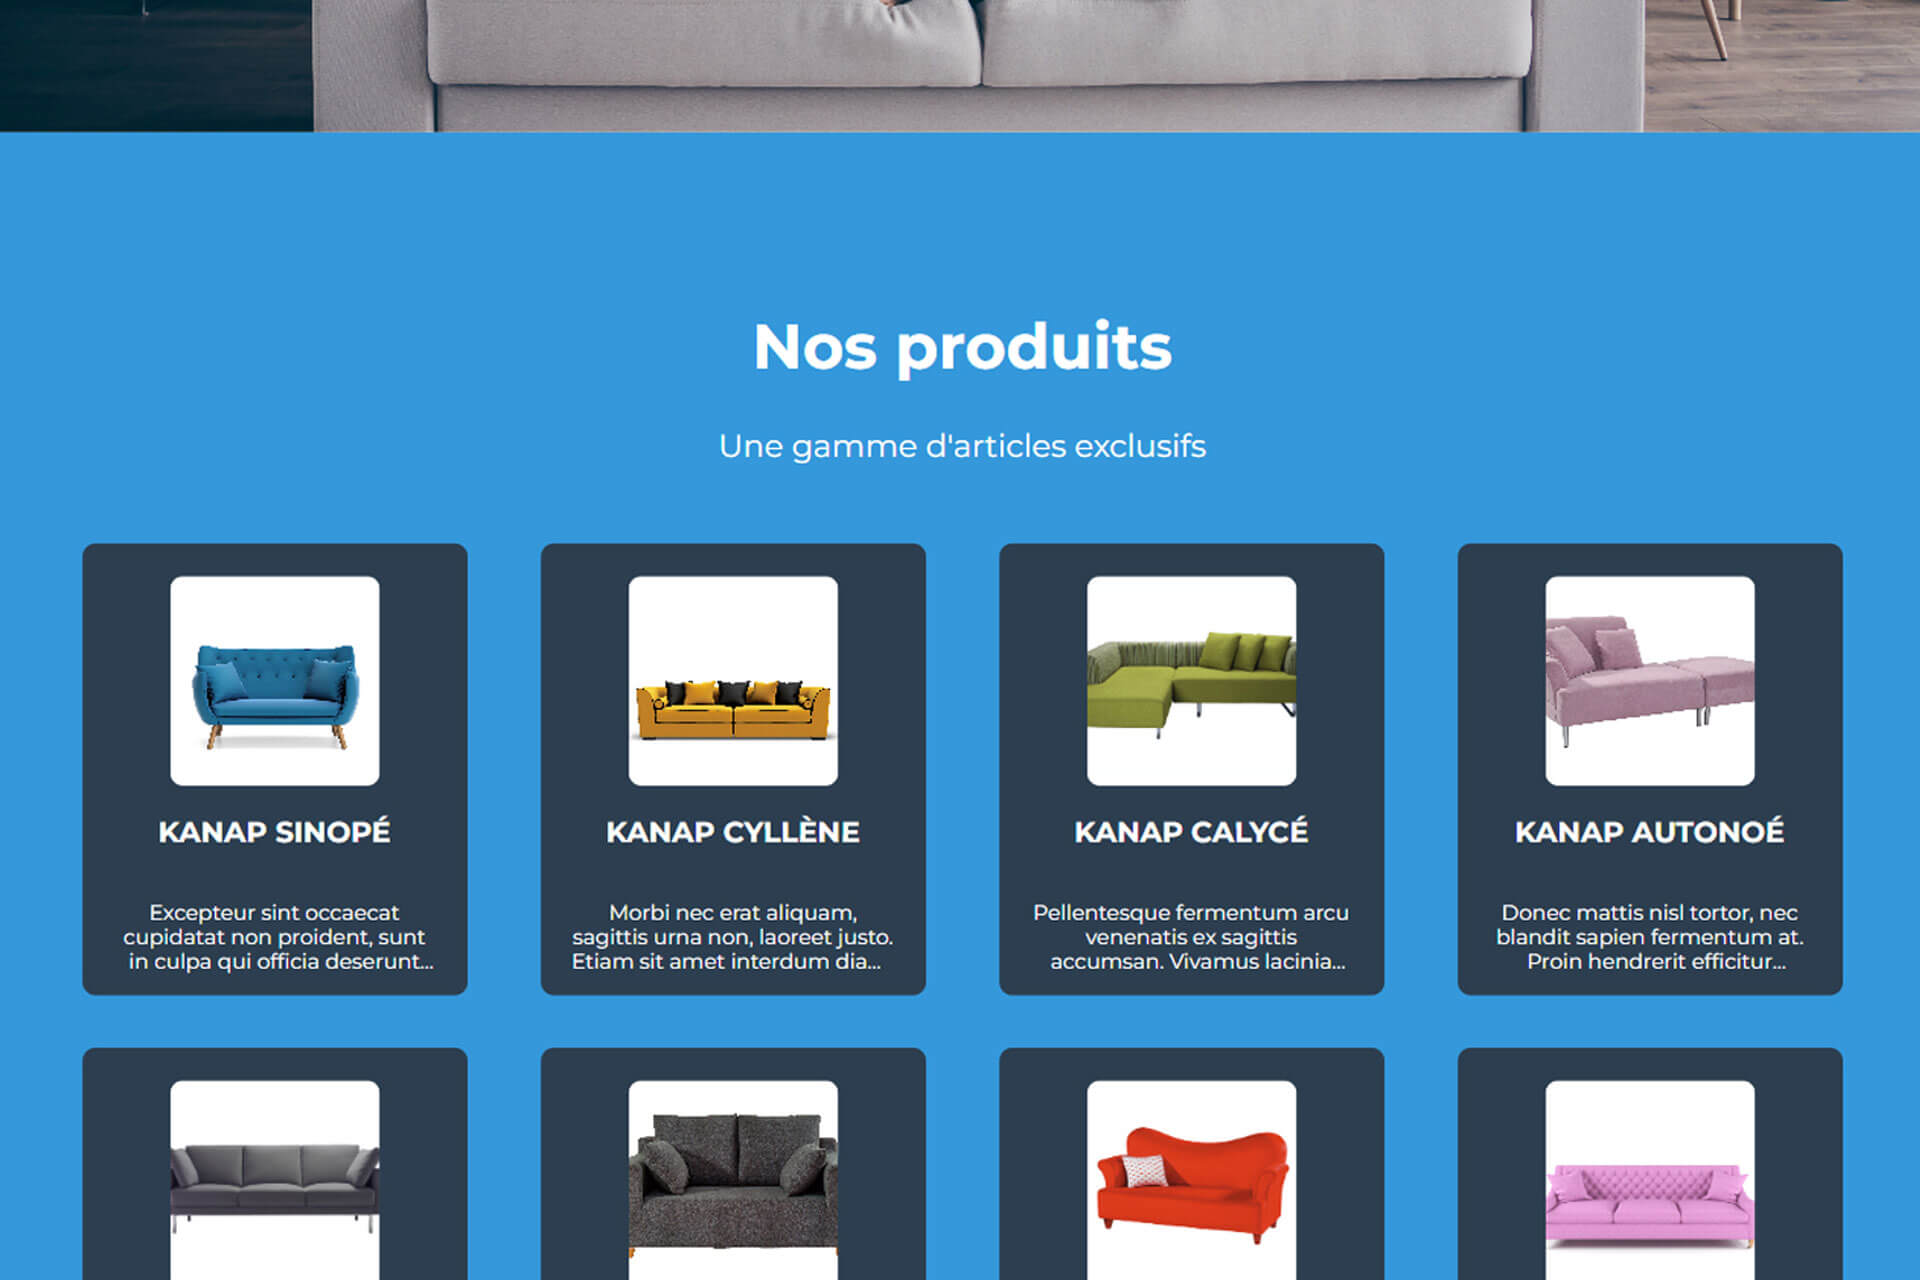 Nos produits
Une gamme d'articles exclusifs
KANAP SINOPÉ
Excepteur sint occaecat
cupidatat non proident, sunt
in culpa qui officia deserunt...
KANAP CYLLÈNE
Morbi nec erat aliquam,
sagittis urna non, laoreet justo.
Etiam sit amet interdum dia...
KANAP CALYCÉ
Pellentesque fermentum arcu
venenatis ex sagittis
accumsan. Vivamus lacinia...
KANAP AUTONOÉ
Donec mattis nisl tortor, nec
blandit sapien fermentum at.
Proin hendrerit efficitur...